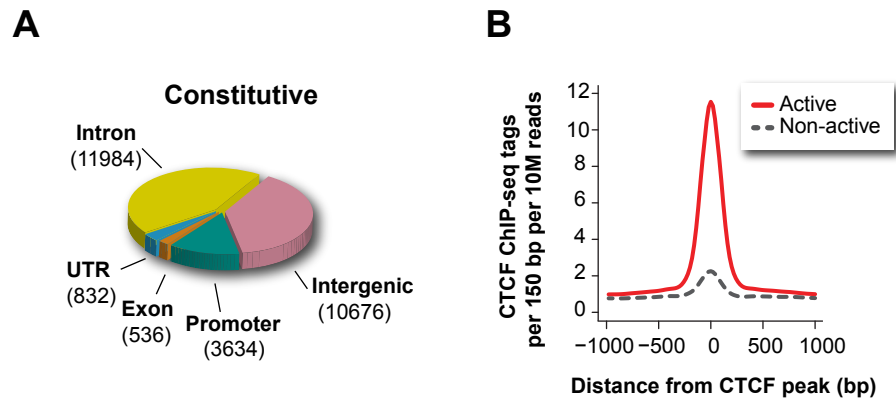 A
Constitutive
Intron
(11984)
UTR
(832)
Exon
(536)
Promoter
(3634)
Intergenic
(10676)
B
CTCF ChIP-seq tags
per 150 bp per 10M reads
12
10
8
6
4
2
0
−1000
−500
0
500
1000
Distance from CTCF peak (bp)
Active
Non-active